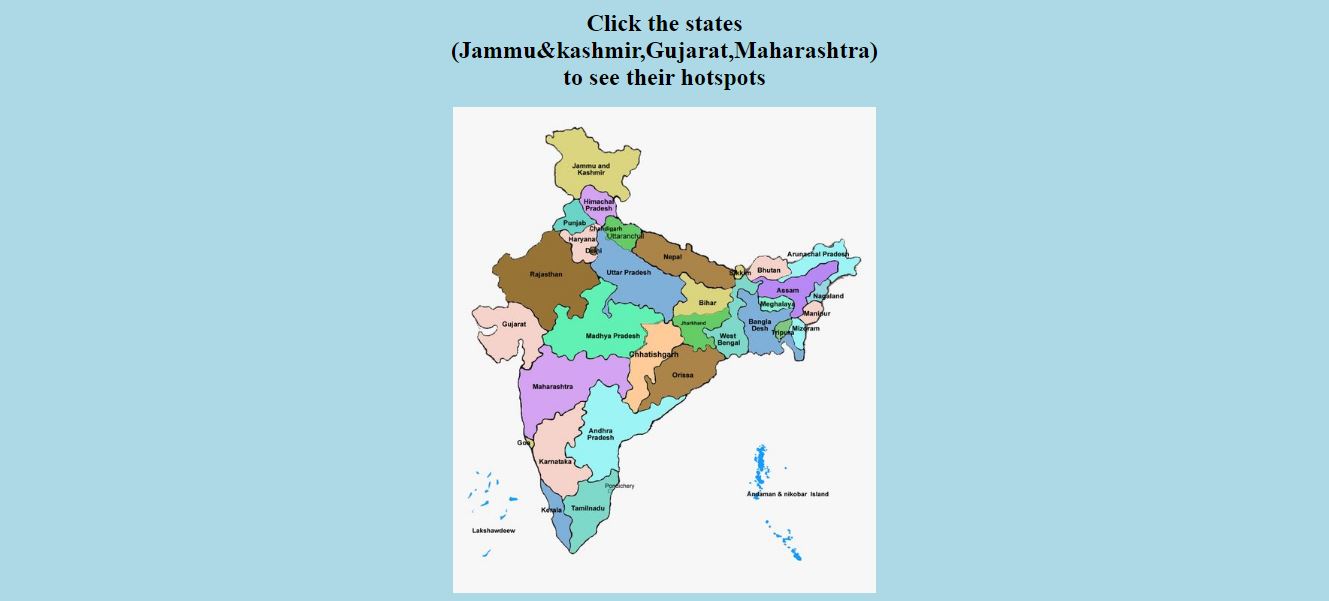 Click the states
(Jammu&kashmir,Gujarat,Maharashtra)
to see their hotspots
Jammu and
Kashmir
Himachal
Pradesh
Punjab
Chandigarh
Uttaranchal
Haryana
Delhi
Nepal
Arunachal Pradesh
Rajasthan
Uttar Pradesh
Sikkim
Bhutan
Assam
Nagaland
Bihar
Meghalaya
Manipur
Gujarat
Jharkhand
Bangla
Desh
Tripura
Mizoram
Madhya Pradesh
West
Bengal
Chhatishgarh
Orissa
Maharashtra
Andhra
Pradesh
Goa
Karnataka
Pondichery
Andaman & nikobar Island
Kerala
Tamilnadu
Lakshawdeew